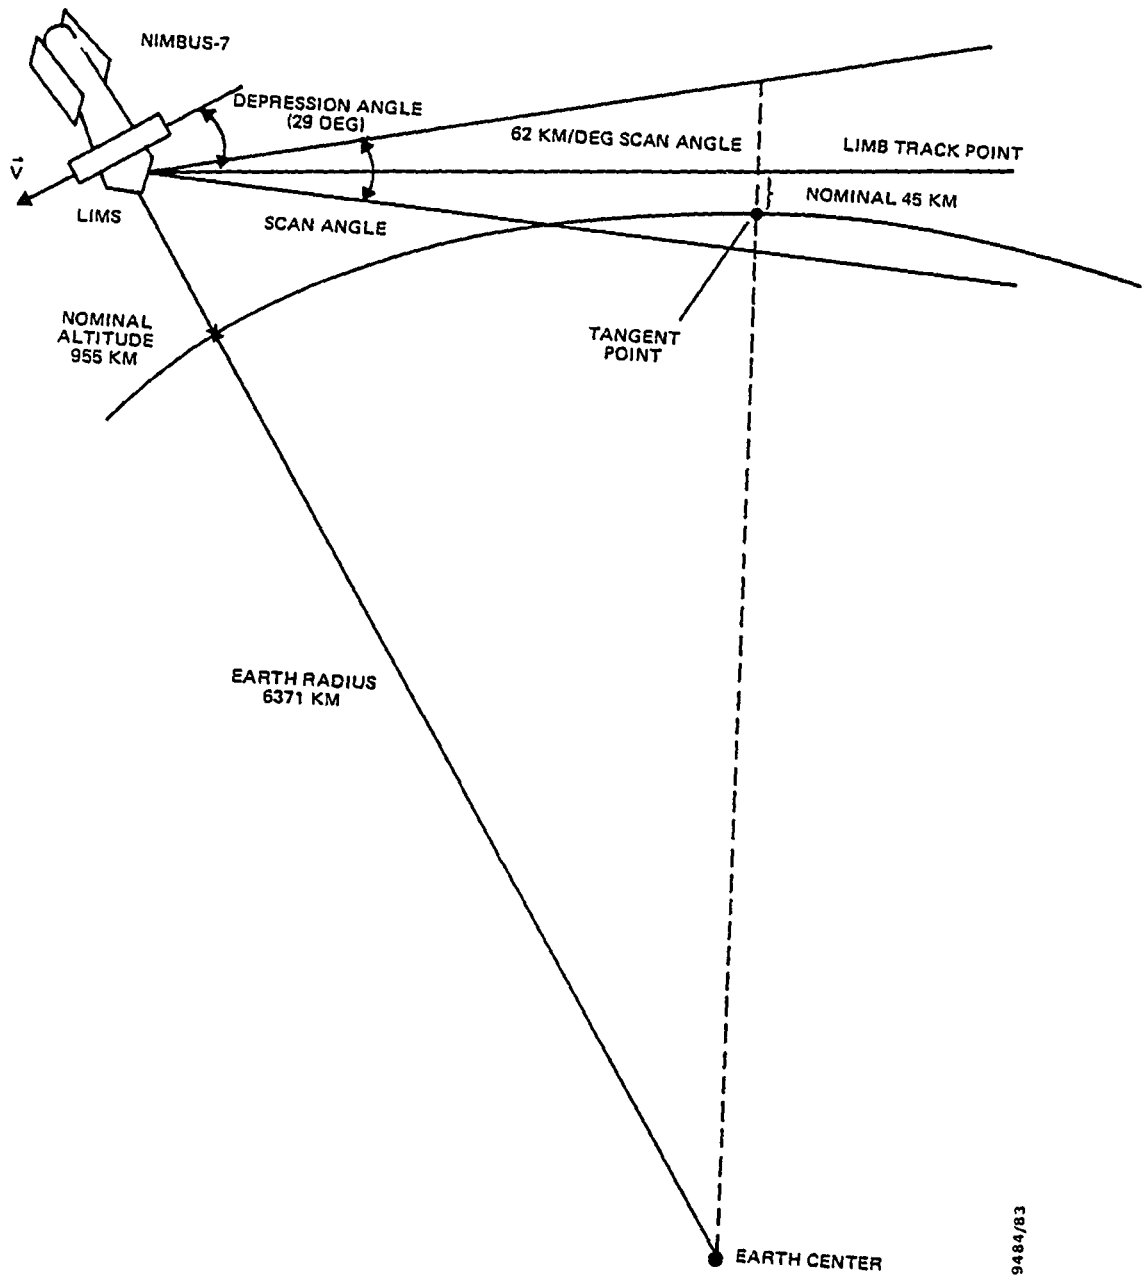 NIMBUS-7
DEPRESSION ANGLE
(29 DEG)
62 KM/DEG SCAN ANGLE
LIMB TRACK POINT
V
NOMINAL 45 KM
LIMS
SCAN ANGLE
NOMINAL
ALTITUDE
955 KM
TANGENT
POINT
EARTH RADIUS
6371 KM
EARTH CENTER
9484/83